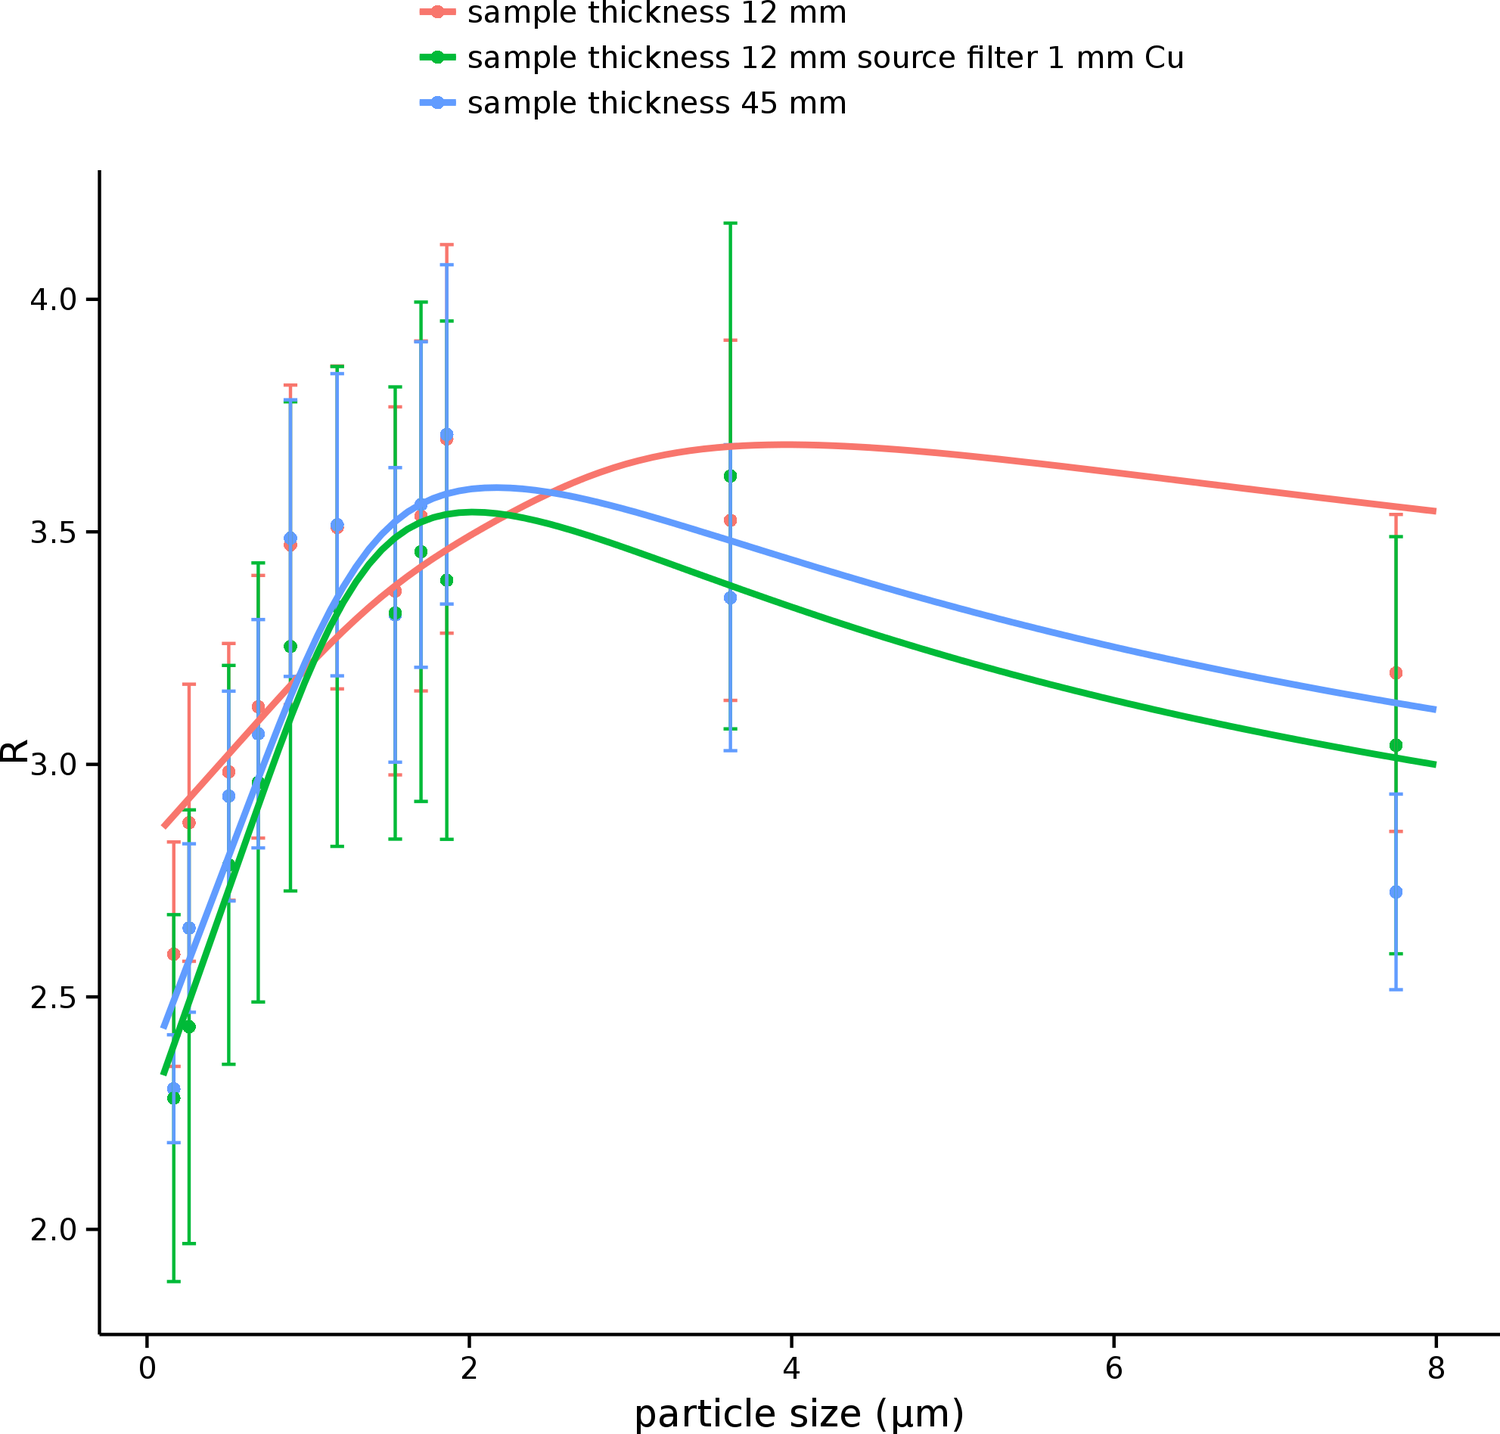 sample thickness 12 mm
sample thickness 12 mm source filter 1 mm Cu
sample thickness 45 mm
4.0
3.5
R
3.0
2.5
2.0
0 2 4 6 8
particle size (μm)